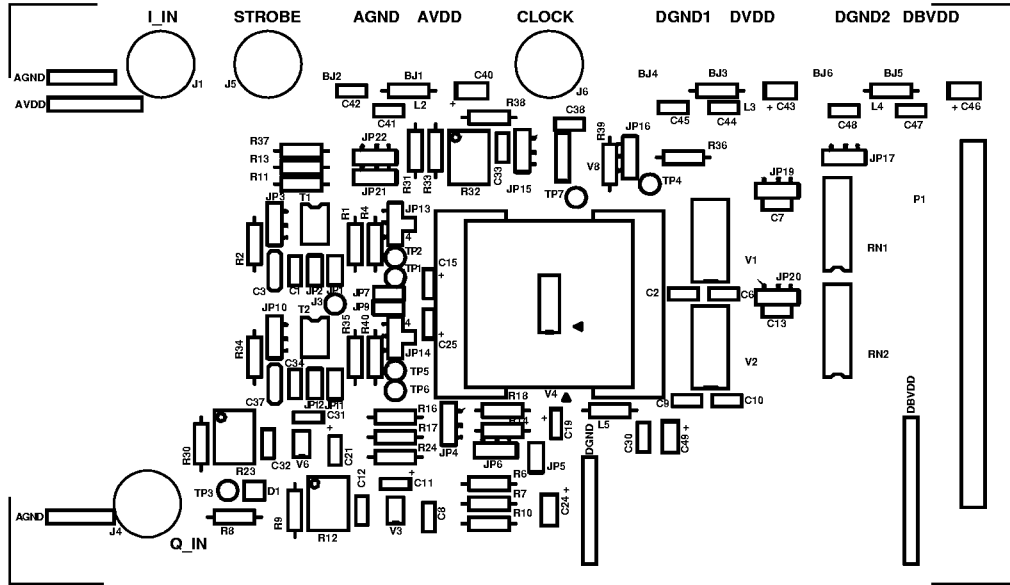 I_IN STROBE AGND AVDD CLOCK DGND1 DVDD DGND2 DBVDD
AGND J1 J5 BJ2 BJ1 C40 J6 BJ4 BJ3 BJ6 BJ5
AVDD C42 L2 + C45 C44 L3 + C43 L4 + C46
C41 R38 C38 C48 C47
R37 JP22 R39 JP16 R36 JP17
R13 R31 R33 C33 V8
R11 JP21 R32 JP15 TP7 TP4 JP19
JP3 T1 R1 R4 JP13 C7 P1
4
R2 TP2 RN1
C15 + TP1 V1
C3 C1 JP2 JP1 JP7 C2 C6 JP20
J3 JP9
JP10 T2 R35 R40 4 C13
R34 C34 JP14 + C25 V2 RN2
TP5
C37 JP12 JP11 TP6 V4 C9 C10
C31 R16 R18 DBVDD
+ R17 R14 + C19 L5
R30 C32 V6 C21 R24 JP4 JP6 JP5 DGND C30 C49 +
R23 C12 + C11 R6
TP3 D1 R7 C24 +
AGND J4 R8 R9 R12 V3 C8 R10
Q_IN